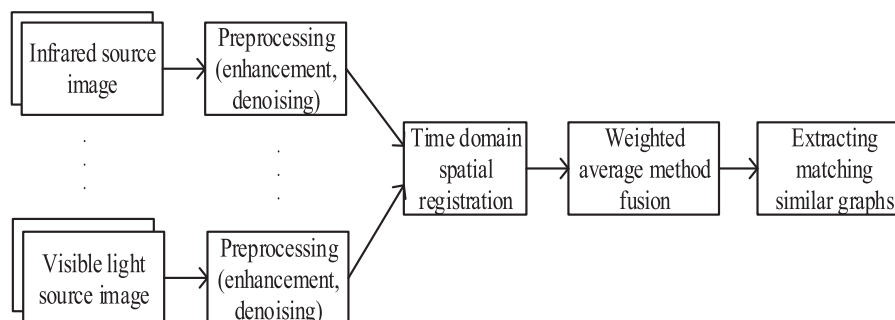 Infrared source
image
Preprocessing
(enhancement,
denoising)
Time domain
spatial
registration
Weighted
average method
fusion
Extracting
matching
similar graphs
Visible light
source image
Preprocessing
(enhancement,
denoising)